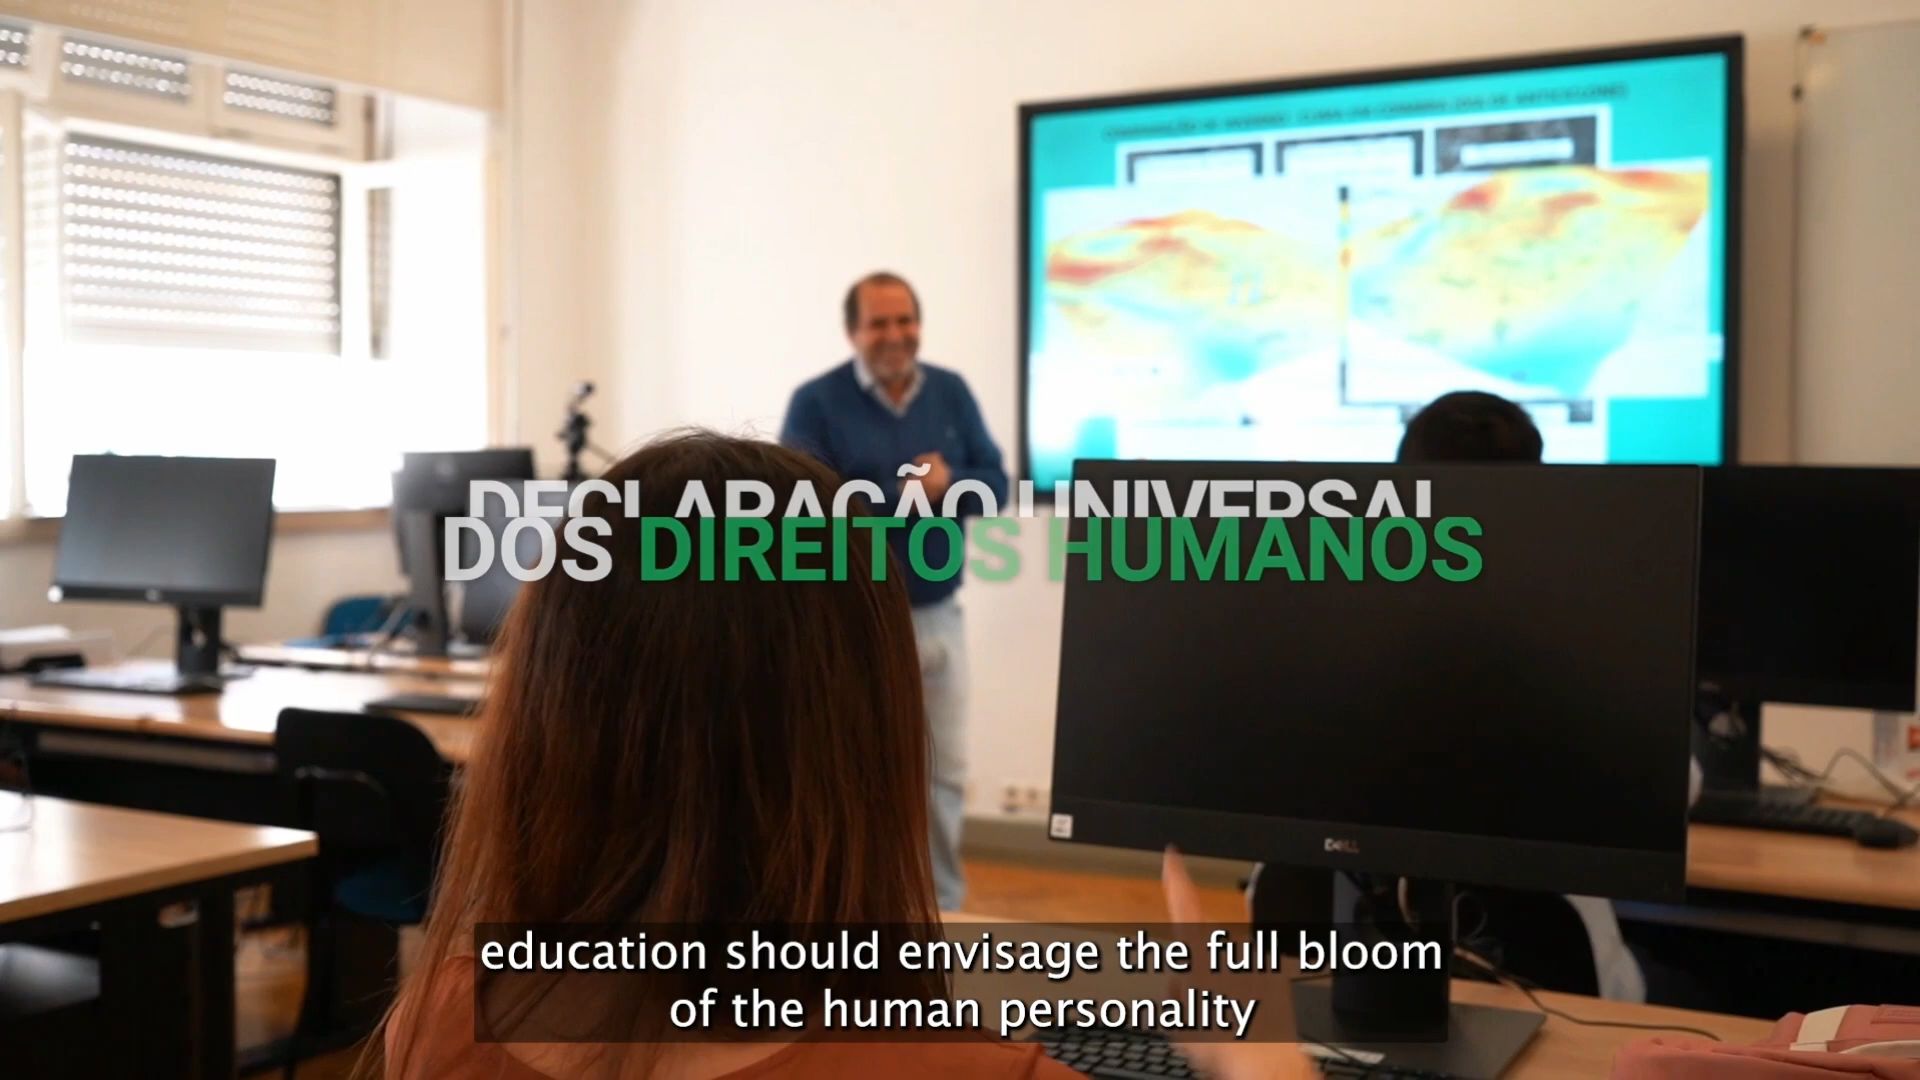 DECLARAÇÃO UNIVERSAL
DOS DIREITOS HUMANOS
DELL
education should envisage the full bloom
of the human personality